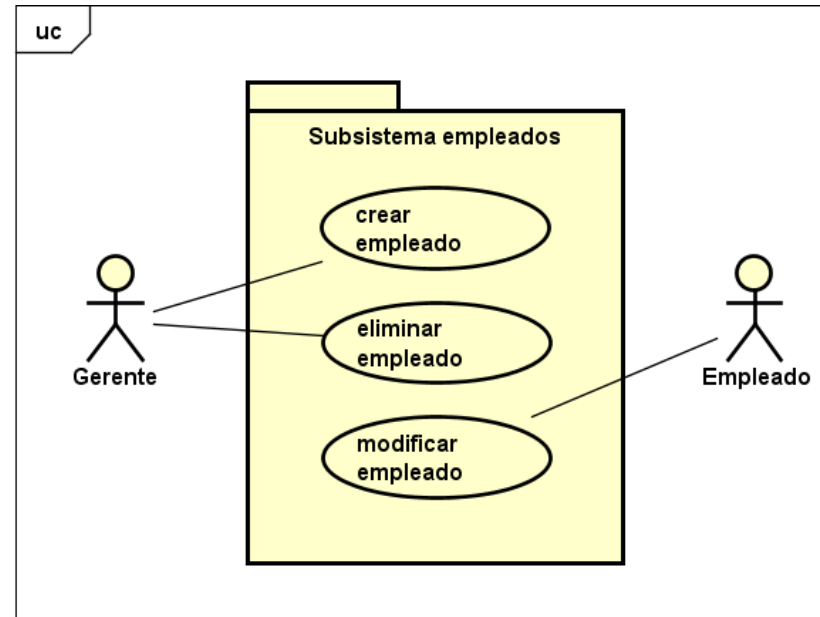 uc
Subsistema empleados
crear
empleado
eliminar
empleado
modificar
empleado
Gerente
Empleado